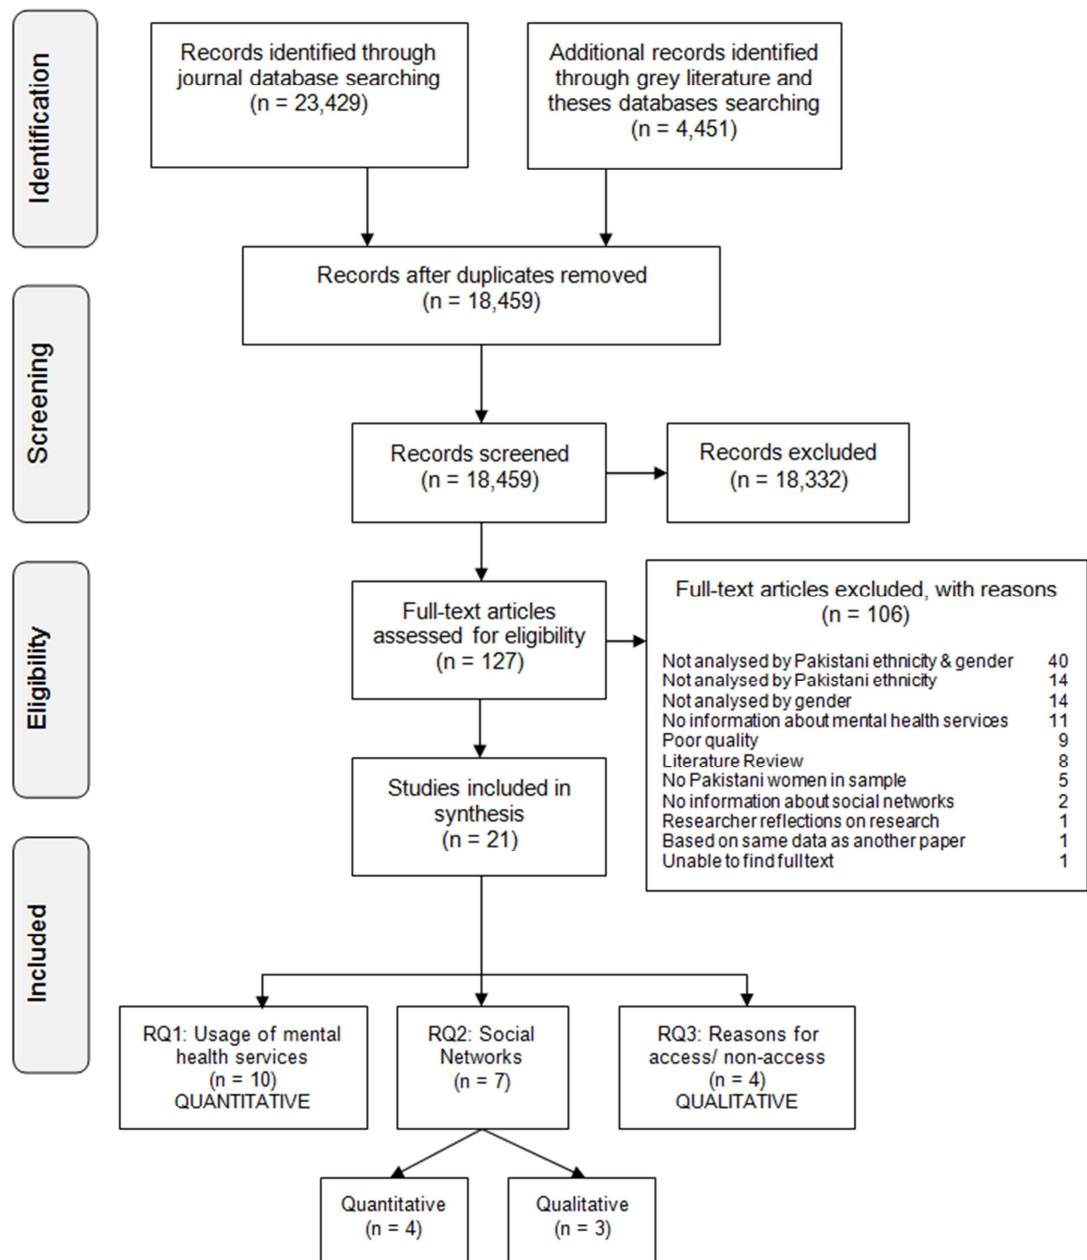 Identification
Records identified through
journal database searching
(n = 23,429)
Additional records identified
through grey literature and
theses databases searching
(n = 4,451)
Records after duplicates removed
(n = 18,459)
Screening
Records screened
(n = 18,459)
Records excluded
(n = 18,332)
Eligibility
Full-text articles
assessed for eligibility
(n = 127)
Full-text articles excluded, with reasons
(n = 106)
Not analysed by Pakistani ethnicity & gender 40
Not analysed by Pakistani ethnicity 14
Not analysed by gender 14
No information about mental health services 11
Poor quality 9
Literature Review 8
No Pakistani women in sample 5
No information about social networks 2
Researcher reflections on research 1
Based on same data as another paper 1
Unable to find full text 1
Studies included in
synthesis
(n = 21)
Included
RQ1: Usage of mental
health services
(n = 10)
QUANTITATIVE
RQ2: Social
Networks
(n = 7)
RQ3: Reasons for
access/ non-access
(n = 4)
QUALITATIVE
Quantitative
(n = 4)
Qualitative
(n = 3)